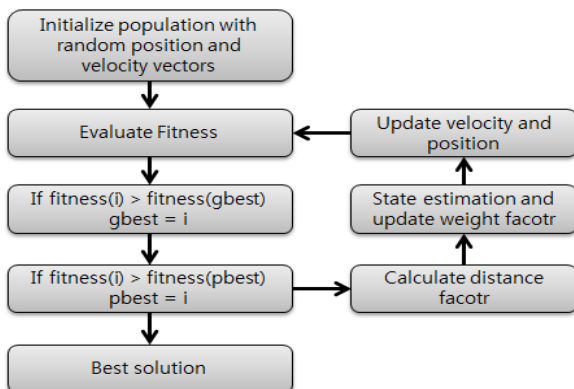 Initialize population with
random position and
velocity vectors
Evaluate Fitness
If fitness(i) > fitness(gbest)
gbest = i
If fitness(i) > fitness(pbest)
pbest = i
Best solution
Calculate distance
facotr
State estimation and
update weight facotr
Update velocity and
position